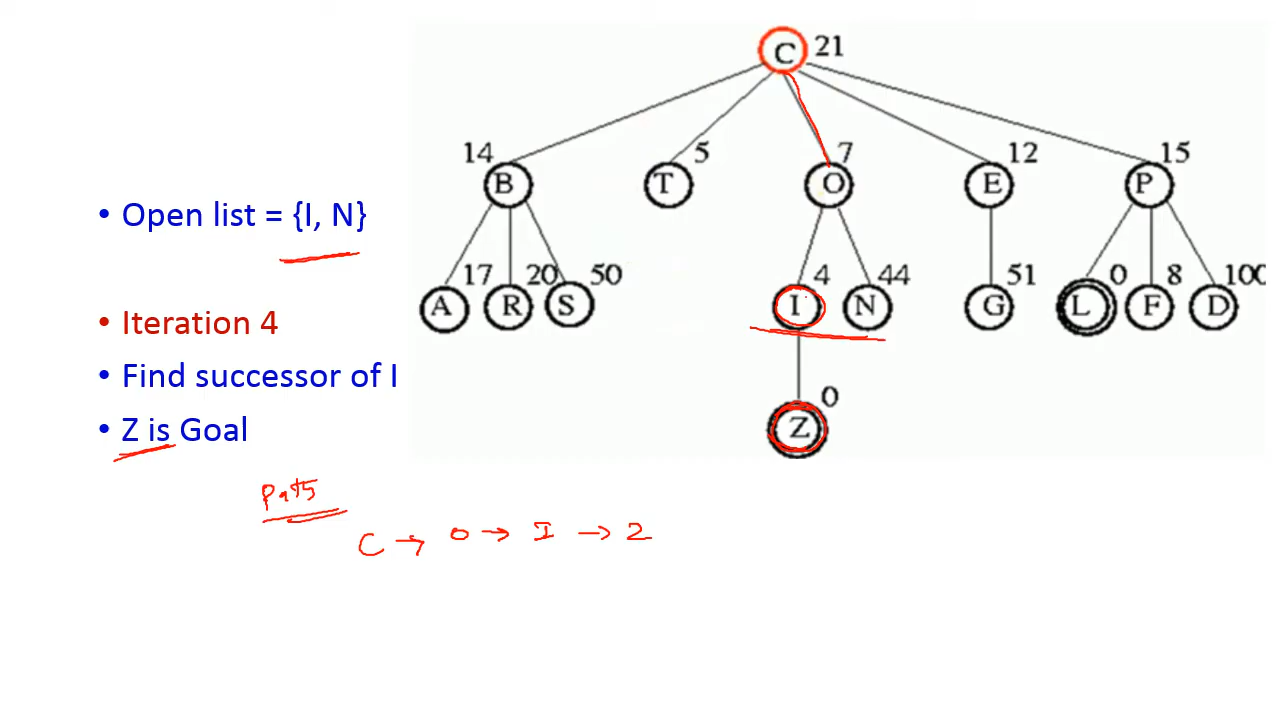 C 21
14 5 7 12 15
B T O E P
• Open list = {I, N}
17 20 50 4 44 51 0 8 100
A R S I N G L F D
• Iteration 4
• Find successor of I
0
• Z is Goal
Z
C → O → I → Z